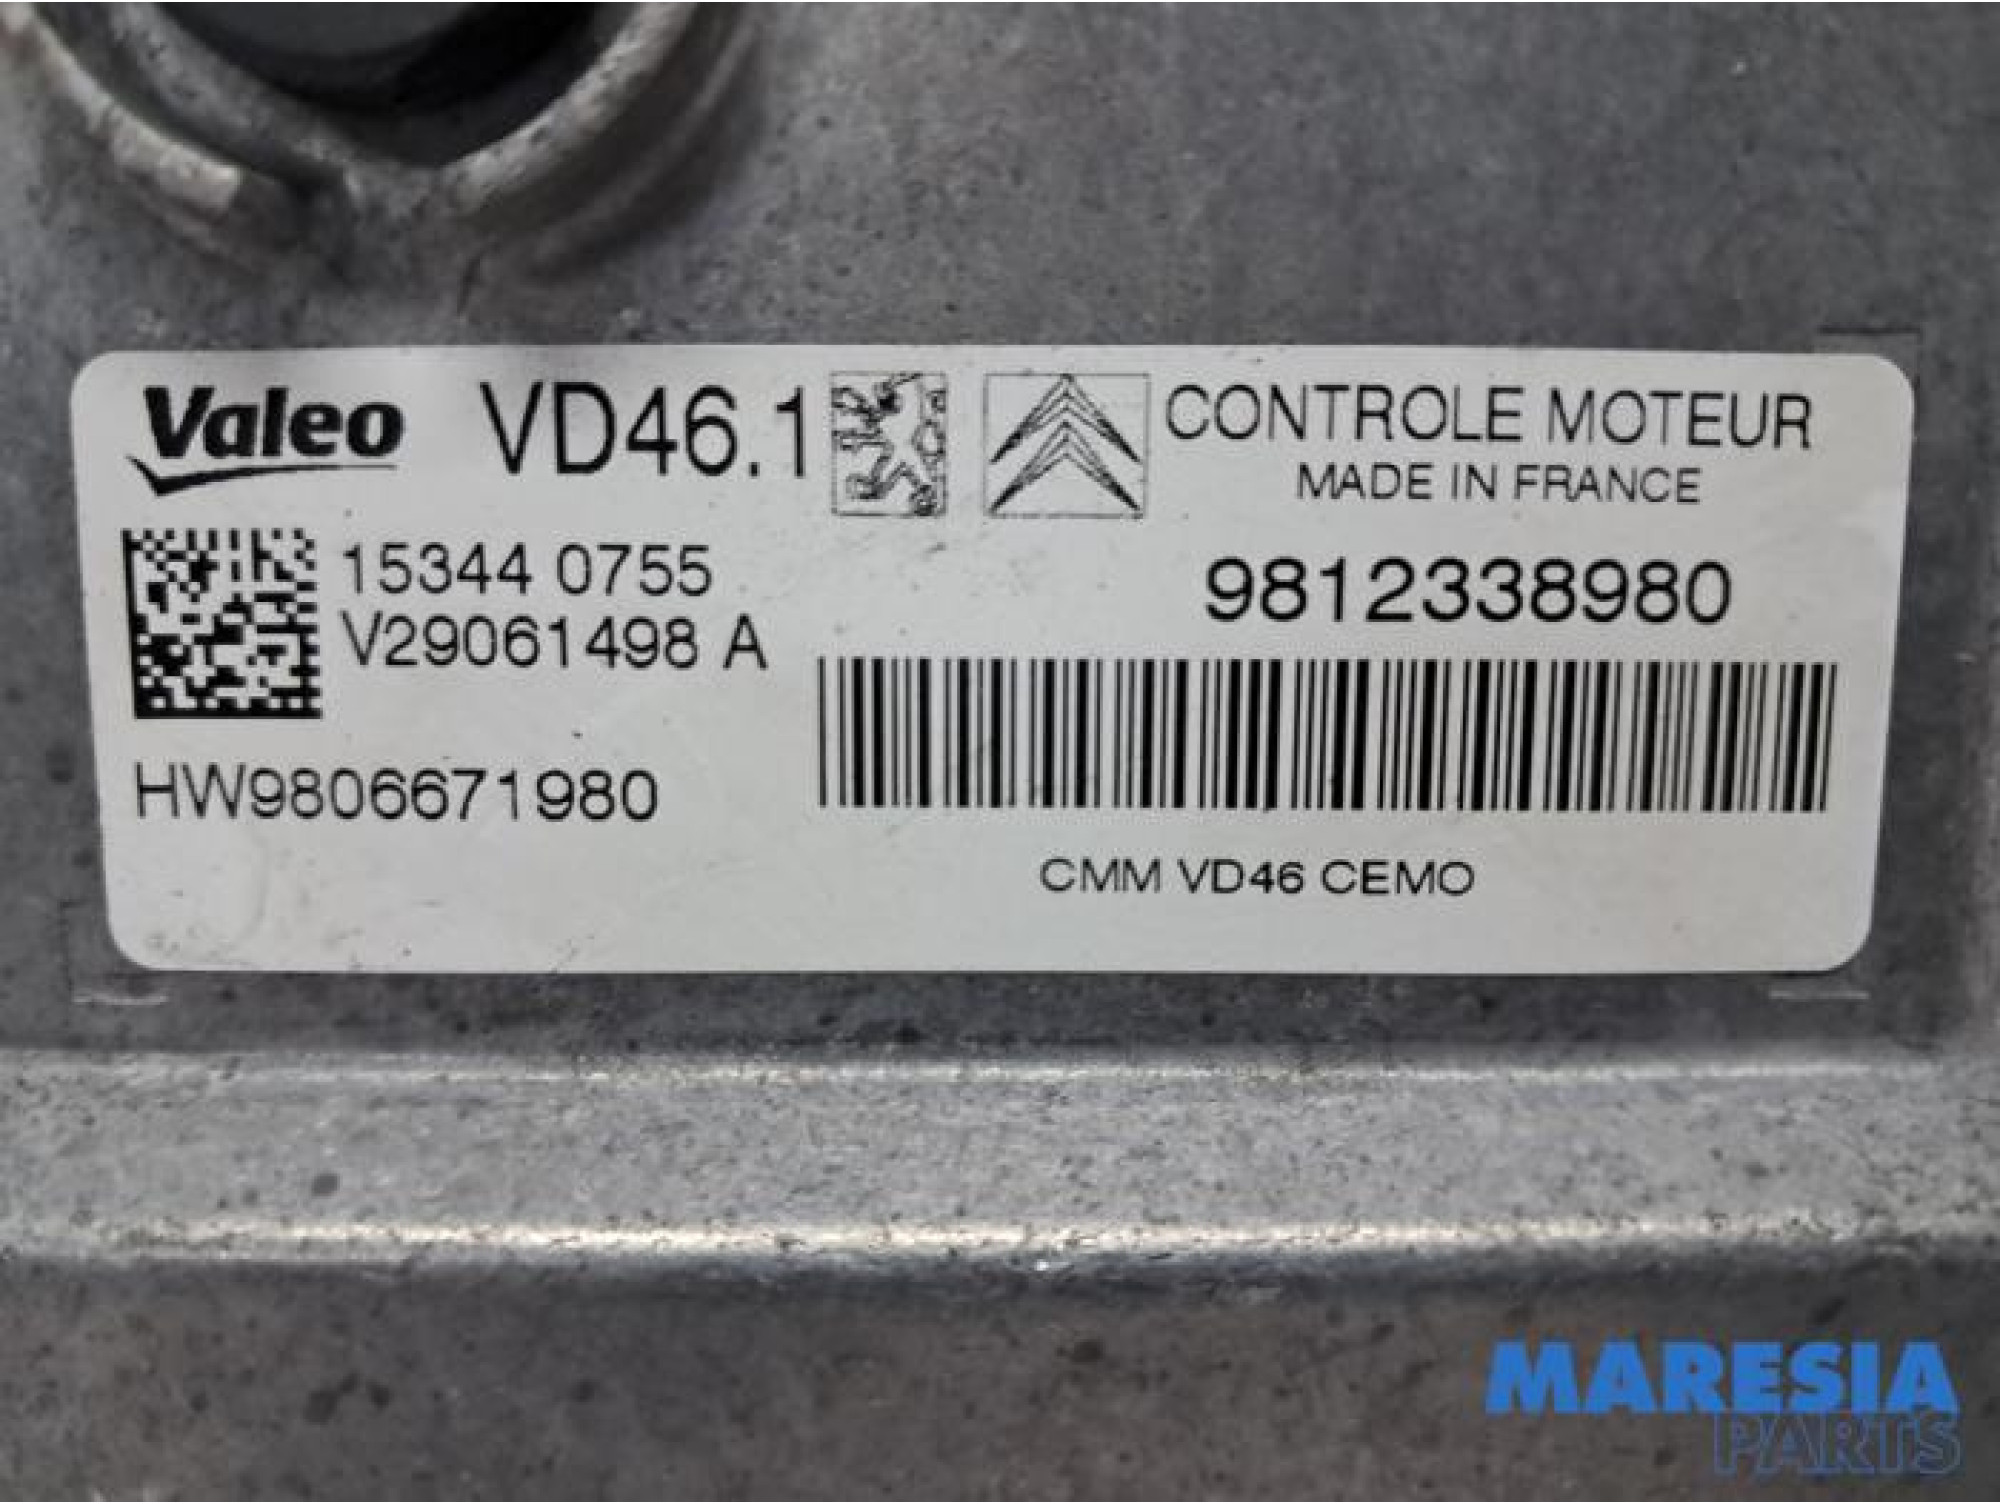 Valeo VD46.1 CONTROLE MOTEUR
MADE IN FRANCE
15344 0755
V29061498 A
9812338980
HW9806671980
CMM VD46 CEMO
MARESIA
PARTS